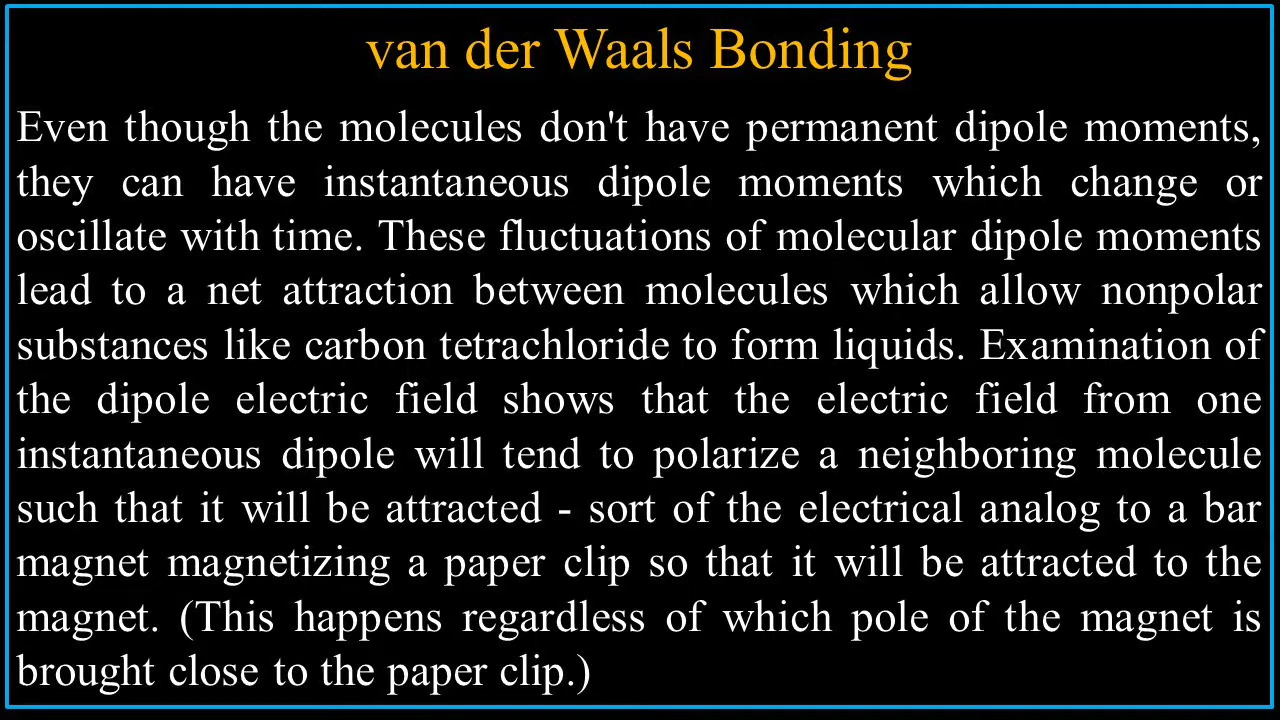 van der Waals Bonding
Even though the molecules don't have permanent dipole moments,
they can have instantaneous dipole moments which change or
oscillate with time. These fluctuations of molecular dipole moments
lead to a net attraction between molecules which allow nonpolar
substances like carbon tetrachloride to form liquids. Examination of
the dipole electric field shows that the electric field from one
instantaneous dipole will tend to polarize a neighboring molecule
such that it will be attracted - sort of the electrical analog to a bar
magnet magnetizing a paper clip so that it will be attracted to the
magnet. (This happens regardless of which pole of the magnet is
brought close to the paper clip.)